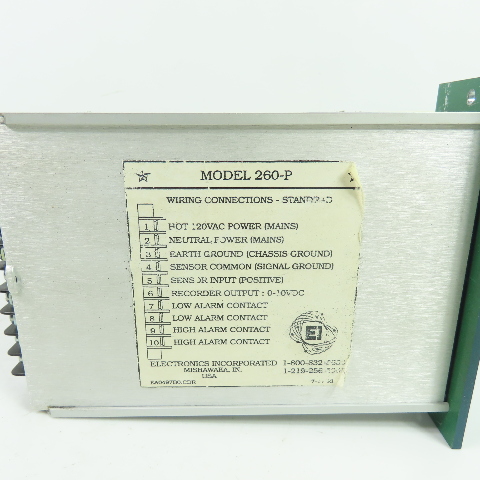 MODEL 260-P
WIRING CONNECTIONS - STANDARD
1 HOT 120VAC POWER (MAINS)
2 NEUTRAL POWER (MAINS)
3 EARTH GROUND (CHASSIS GROUND)
4 SENSOR COMMON (SIGNAL GROUND)
5 SENSOR INPUT (POSITIVE)
6 RECORDER OUTPUT : 0-10VDC
7 LOW ALARM CONTACT
8 LOW ALARM CONTACT
9 HIGH ALARM CONTACT
10 HIGH ALARM CONTACT
EI
ELECTRONICS INCORPORATED
MISHAWAKA, IN.
USA